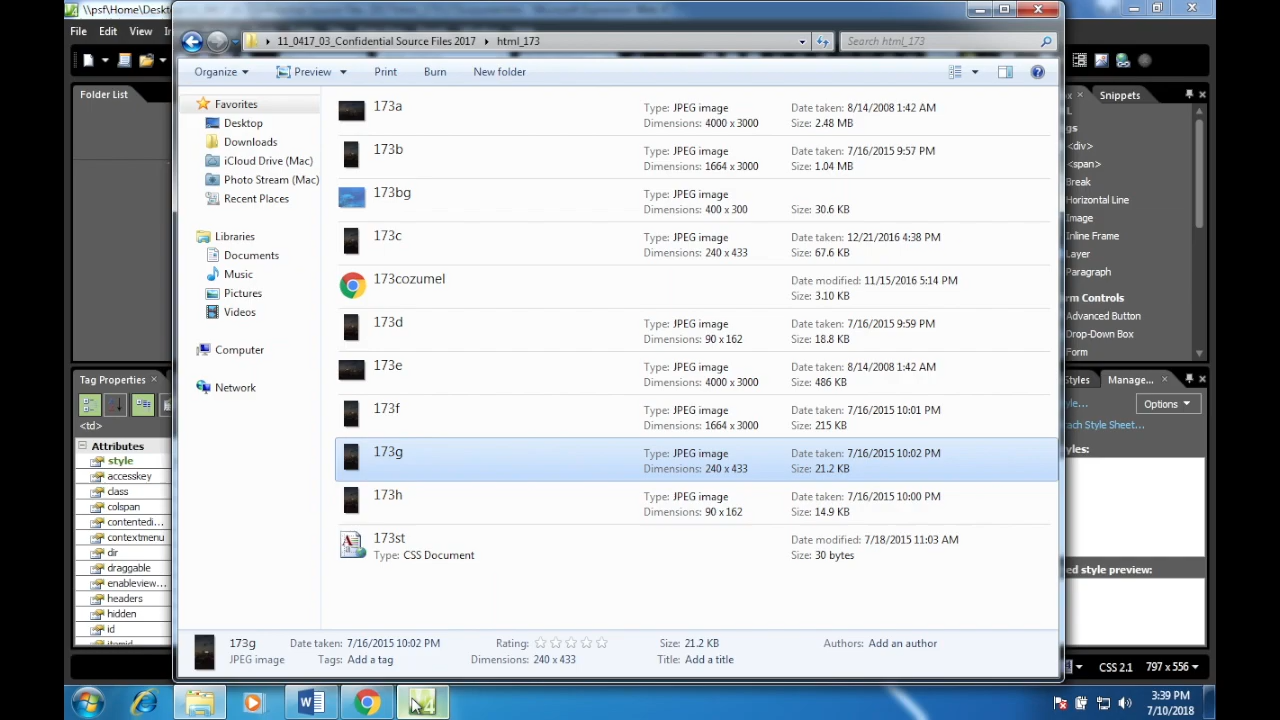 \\psf\Home\Deskt
File Edit View
11_0417_03_Confidential Source Files 2017 html_173
Search html_173
Organize Preview Print Burn New folder
Folder List
Snippets
Favorites
Desktop
Downloads
iCloud Drive (Mac)
Photo Stream (Mac)
Recent Places
Libraries
Documents
Music
Pictures
Videos
Computer
Network
173a Type: JPEG image Date taken: 8/14/2008 1:42 AM
Dimensions: 4000 x 3000 Size: 2.48 MB
173b Type: JPEG image Date taken: 7/16/2015 9:57 PM
Dimensions: 1664 x 3000 Size: 1.04 MB
173bg Type: JPEG image
Dimensions: 400 x 300 Size: 30.6 KB
173c Type: JPEG image Date taken: 12/21/2016 4:38 PM
Dimensions: 240 x 433 Size: 67.6 KB
173cozumel Date modified: 11/15/2016 5:14 PM
Size: 3.10 KB
173d Type: JPEG image Date taken: 7/16/2015 9:59 PM
Dimensions: 90 x 162 Size: 18.8 KB
173e Type: JPEG image Date taken: 8/14/2008 1:42 AM
Dimensions: 4000 x 3000 Size: 486 KB
173f Type: JPEG image Date taken: 7/16/2015 10:01 PM
Dimensions: 1664 x 3000 Size: 215 KB
173g Type: JPEG image Date taken: 7/16/2015 10:02 PM
Dimensions: 240 x 433 Size: 21.2 KB
173h Type: JPEG image Date taken: 7/16/2015 10:00 PM
Dimensions: 90 x 162 Size: 14.9 KB
173st Date modified: 7/18/2015 11:03 AM
Type: CSS Document Size: 30 bytes
173g Date taken: 7/16/2015 10:02 PM Rating: Size: 21.2 KB Authors: Add an author
JPEG image Tags: Add a tag Dimensions: 240 x 433 Title: Add a title
Tag Properties
<td>
Attributes
style
accesskey
class
colspan
contentedi...
contextmenu
dir
draggable
enableview...
headers
hidden
id
x
L
gs
<div>
<span>
Break
Horizontal Line
Image
Inline Frame
Layer
Paragraph
rm Controls
Advanced Button
Drop-Down Box
Form
Styles Manage...
yle... Options
tach Style Sheet...
yles:
ed style preview:
CSS 2.1 797 x 556
3:39 PM
7/10/2018